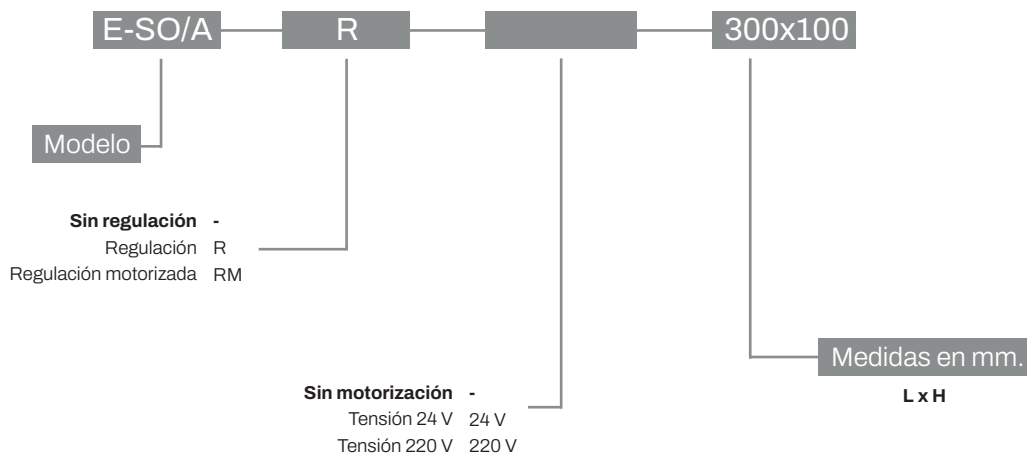 E-SO/A R 300x100
Modelo
Sin regulación -
Regulación R
Regulación motorizada RM
Medidas en mm.
L x H
Sin motorización -
Tensión 24 V 24 V
Tensión 220 V 220 V